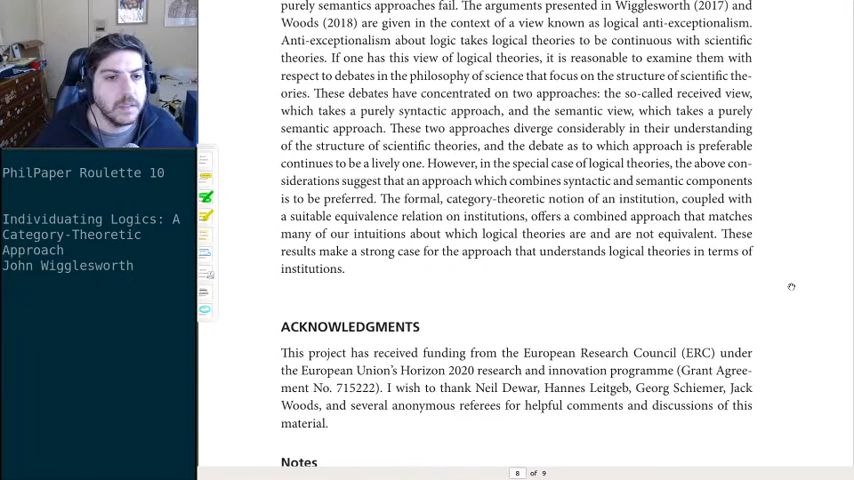 PhilPaper Roulette 10
Individuating Logics: A
Category-Theoretic
Approach
John Wigglesworth
purely semantics approaches fail. The arguments presented in Wigglesworth (2017) and
Woods (2018) are given in the context of a view known as logical anti-exceptionalism.
Anti-exceptionalism about logic takes logical theories to be continuous with scientific
theories. If one has this view of logical theories, it is reasonable to examine them with
respect to debates in the philosophy of science that focus on the structure of scientific the-
ories. These debates have concentrated on two approaches: the so-called received view,
which takes a purely syntactic approach, and the semantic view, which takes a purely
semantic approach. These two approaches diverge considerably in their understanding
of the structure of scientific theories, and the debate as to which approach is preferable
continues to be a lively one. However, in the special case of logical theories, the above con-
siderations suggest that an approach which combines syntactic and semantic components
is to be preferred. The formal, category-theoretic notion of an institution, coupled with
a suitable equivalence relation on institutions, offers a combined approach that matches
many of our intuitions about which logical theories are and are not equivalent. These
results make a strong case for the approach that understands logical theories in terms of
institutions.
ACKNOWLEDGMENTS
This project has received funding from the European Research Council (ERC) under
the European Union's Horizon 2020 research and innovation programme (Grant Agree-
ment No. 715222). I wish to thank Neil Dewar, Hannes Leitgeb, Georg Schiemer, Jack
Woods, and several anonymous referees for helpful comments and discussions of this
material.
Notes
8 of 9